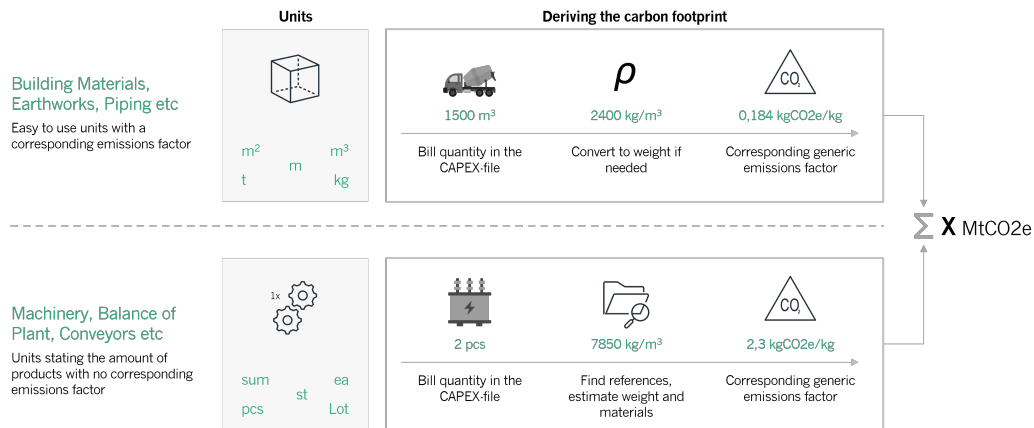 Units
Deriving the carbon footprint
Building Materials,
Earthworks, Piping etc
Easy to use units with a
corresponding emissions factor
m²
m³
m
t
kg
1500 m³
Bill quantity in the
CAPEX-file
ρ
2400 kg/m³
Convert to weight if
needed
CO₂
0,184 kgCO2e/kg
Corresponding generic
emissions factor
Σ X MtCO2e
Machinery, Balance of
Plant, Conveyors etc
Units stating the amount of
products with no corresponding
emissions factor
1x
sum
ea
st
pcs
Lot
2 pcs
Bill quantity in the
CAPEX-file
7850 kg/m³
Find references,
estimate weight and
materials
CO₂
2,3 kgCO2e/kg
Corresponding generic
emissions factor